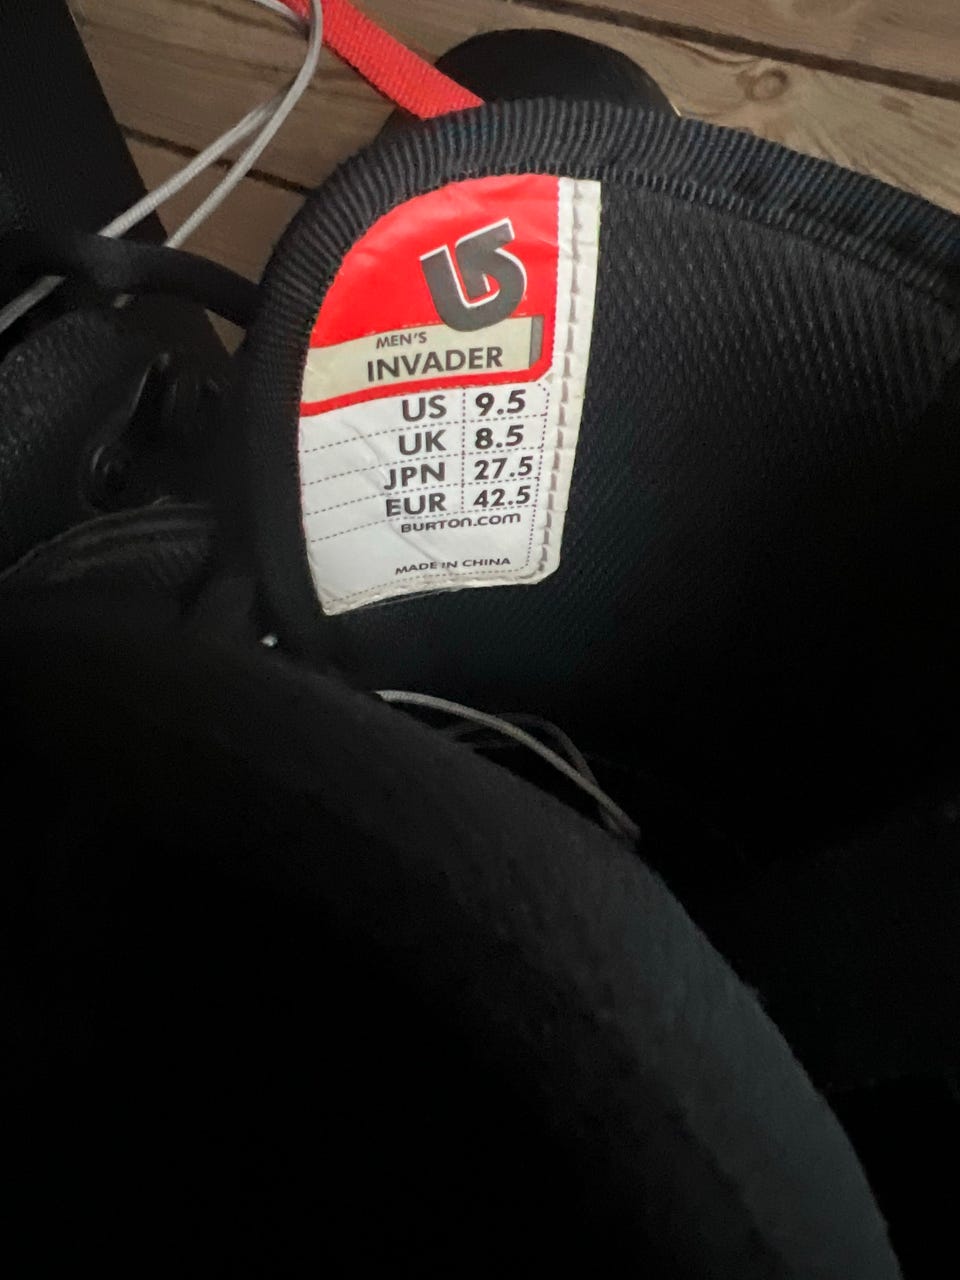 MEN'S
INVADER
US 9.5
UK 8.5
JPN 27.5
EUR 42.5
BURTON.COM
MADE IN CHINA